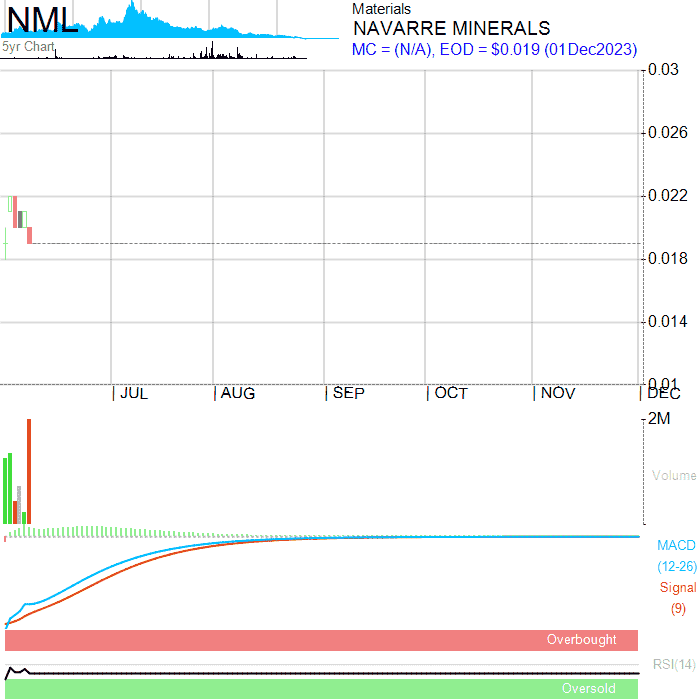 NML
5yr Chart
Materials
NAVARRE MINERALS
MC = (N/A), EOD = $0.019 (01Dec2023)
0.03
0.026
0.022
0.018
0.014
0.01
JUL AUG SEP OCT NOV DEC
2M
Volume
MACD
(12-26)
Signal
(9)
Overbought
RSI(14)
Oversold